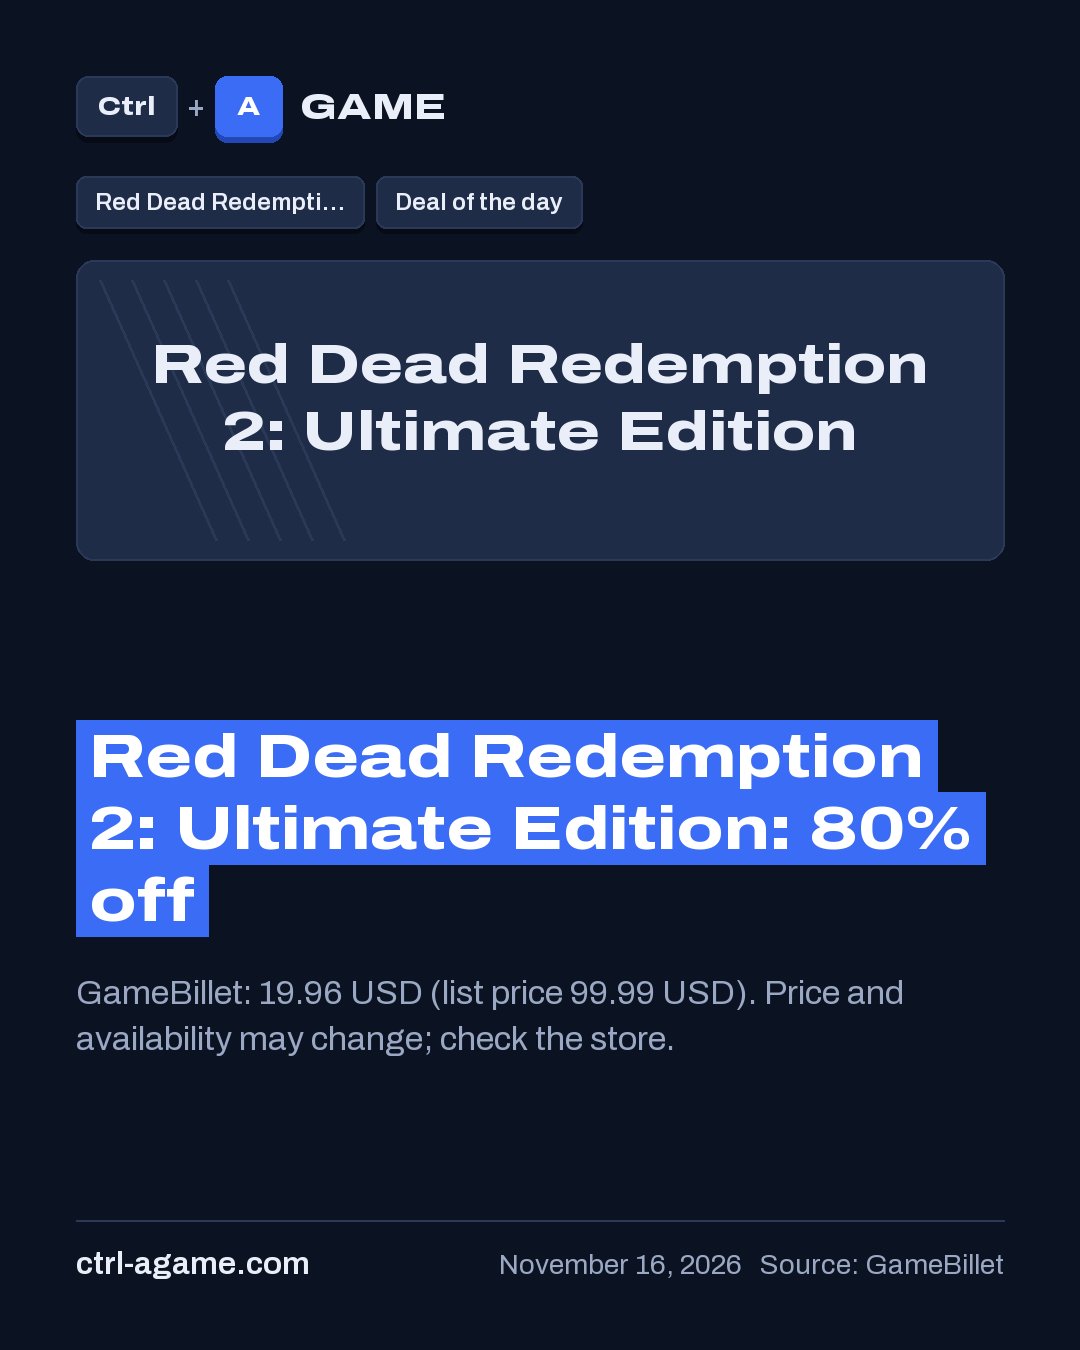 Ctrl + A GAME
Red Dead Redempti... Deal of the day
Red Dead Redemption
2: Ultimate Edition
Red Dead Redemption
2: Ultimate Edition: 80%
off
GameBillet: 19.96 USD (list price 99.99 USD). Price and
availability may change; check the store.
ctrl-agame.com November 16, 2026 Source: GameBillet